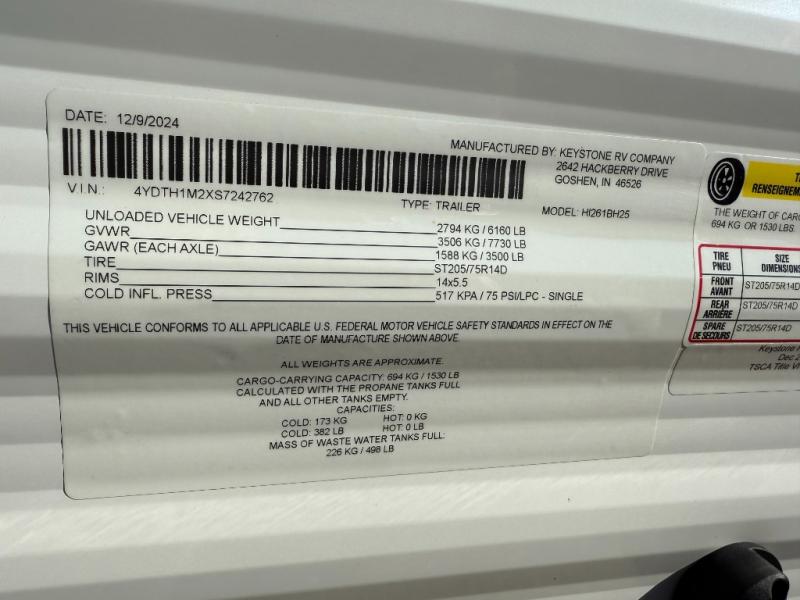 DATE: 12/9/2024
MANUFACTURED BY: KEYSTONE RV COMPANY
2642 HACKBERRY DRIVE
GOSHEN, IN 46526
V I N.: 4YDTH1M2XS7242762
TYPE: TRAILER
MODEL: HI261BH25
UNLOADED VEHICLE WEIGHT 2794 KG / 6160 LB
GVWR 3506 KG / 7730 LB
GAWR (EACH AXLE) 1588 KG / 3500 LB
TIRE ST205/75R14D
RIMS 14x5.5
COLD INFL. PRESS 517 KPA / 75 PSI/LPC - SINGLE
THIS VEHICLE CONFORMS TO ALL APPLICABLE U.S. FEDERAL MOTOR VEHICLE SAFETY STANDARDS IN EFFECT ON THE
DATE OF MANUFACTURE SHOWN ABOVE.
ALL WEIGHTS ARE APPROXIMATE.
CARGO-CARRYING CAPACITY: 694 KG / 1530 LB
CALCULATED WITH THE PROPANE TANKS FULL
AND ALL OTHER TANKS EMPTY.
CAPACITIES:
COLD: 173 KG HOT: 0 KG
COLD: 382 LB HOT: 0 LB
MASS OF WASTE WATER TANKS FULL:
226 KG / 498 LB
RENSEIGNEMEN
THE WEIGHT OF CARG
694 KG OR 1530 LBS.
TIRE
PNEU
SIZE
DIMENSIONS
FRONT
AVANT
ST205/75R14D
REAR
ARRIÈRE
ST205/75R14D
SPARE
DE SECOURS
ST205/75R14D
Keystone
Dec 2
TSCA Title VI